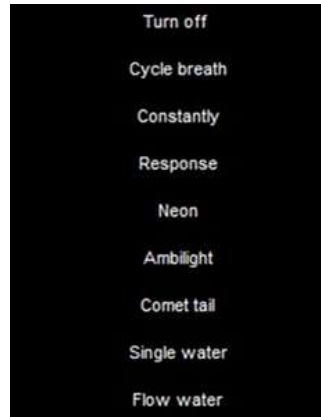 Turn off
Cycle breath
Constantly
Response
Neon
Ambilight
Comet tail
Single water
Flow water